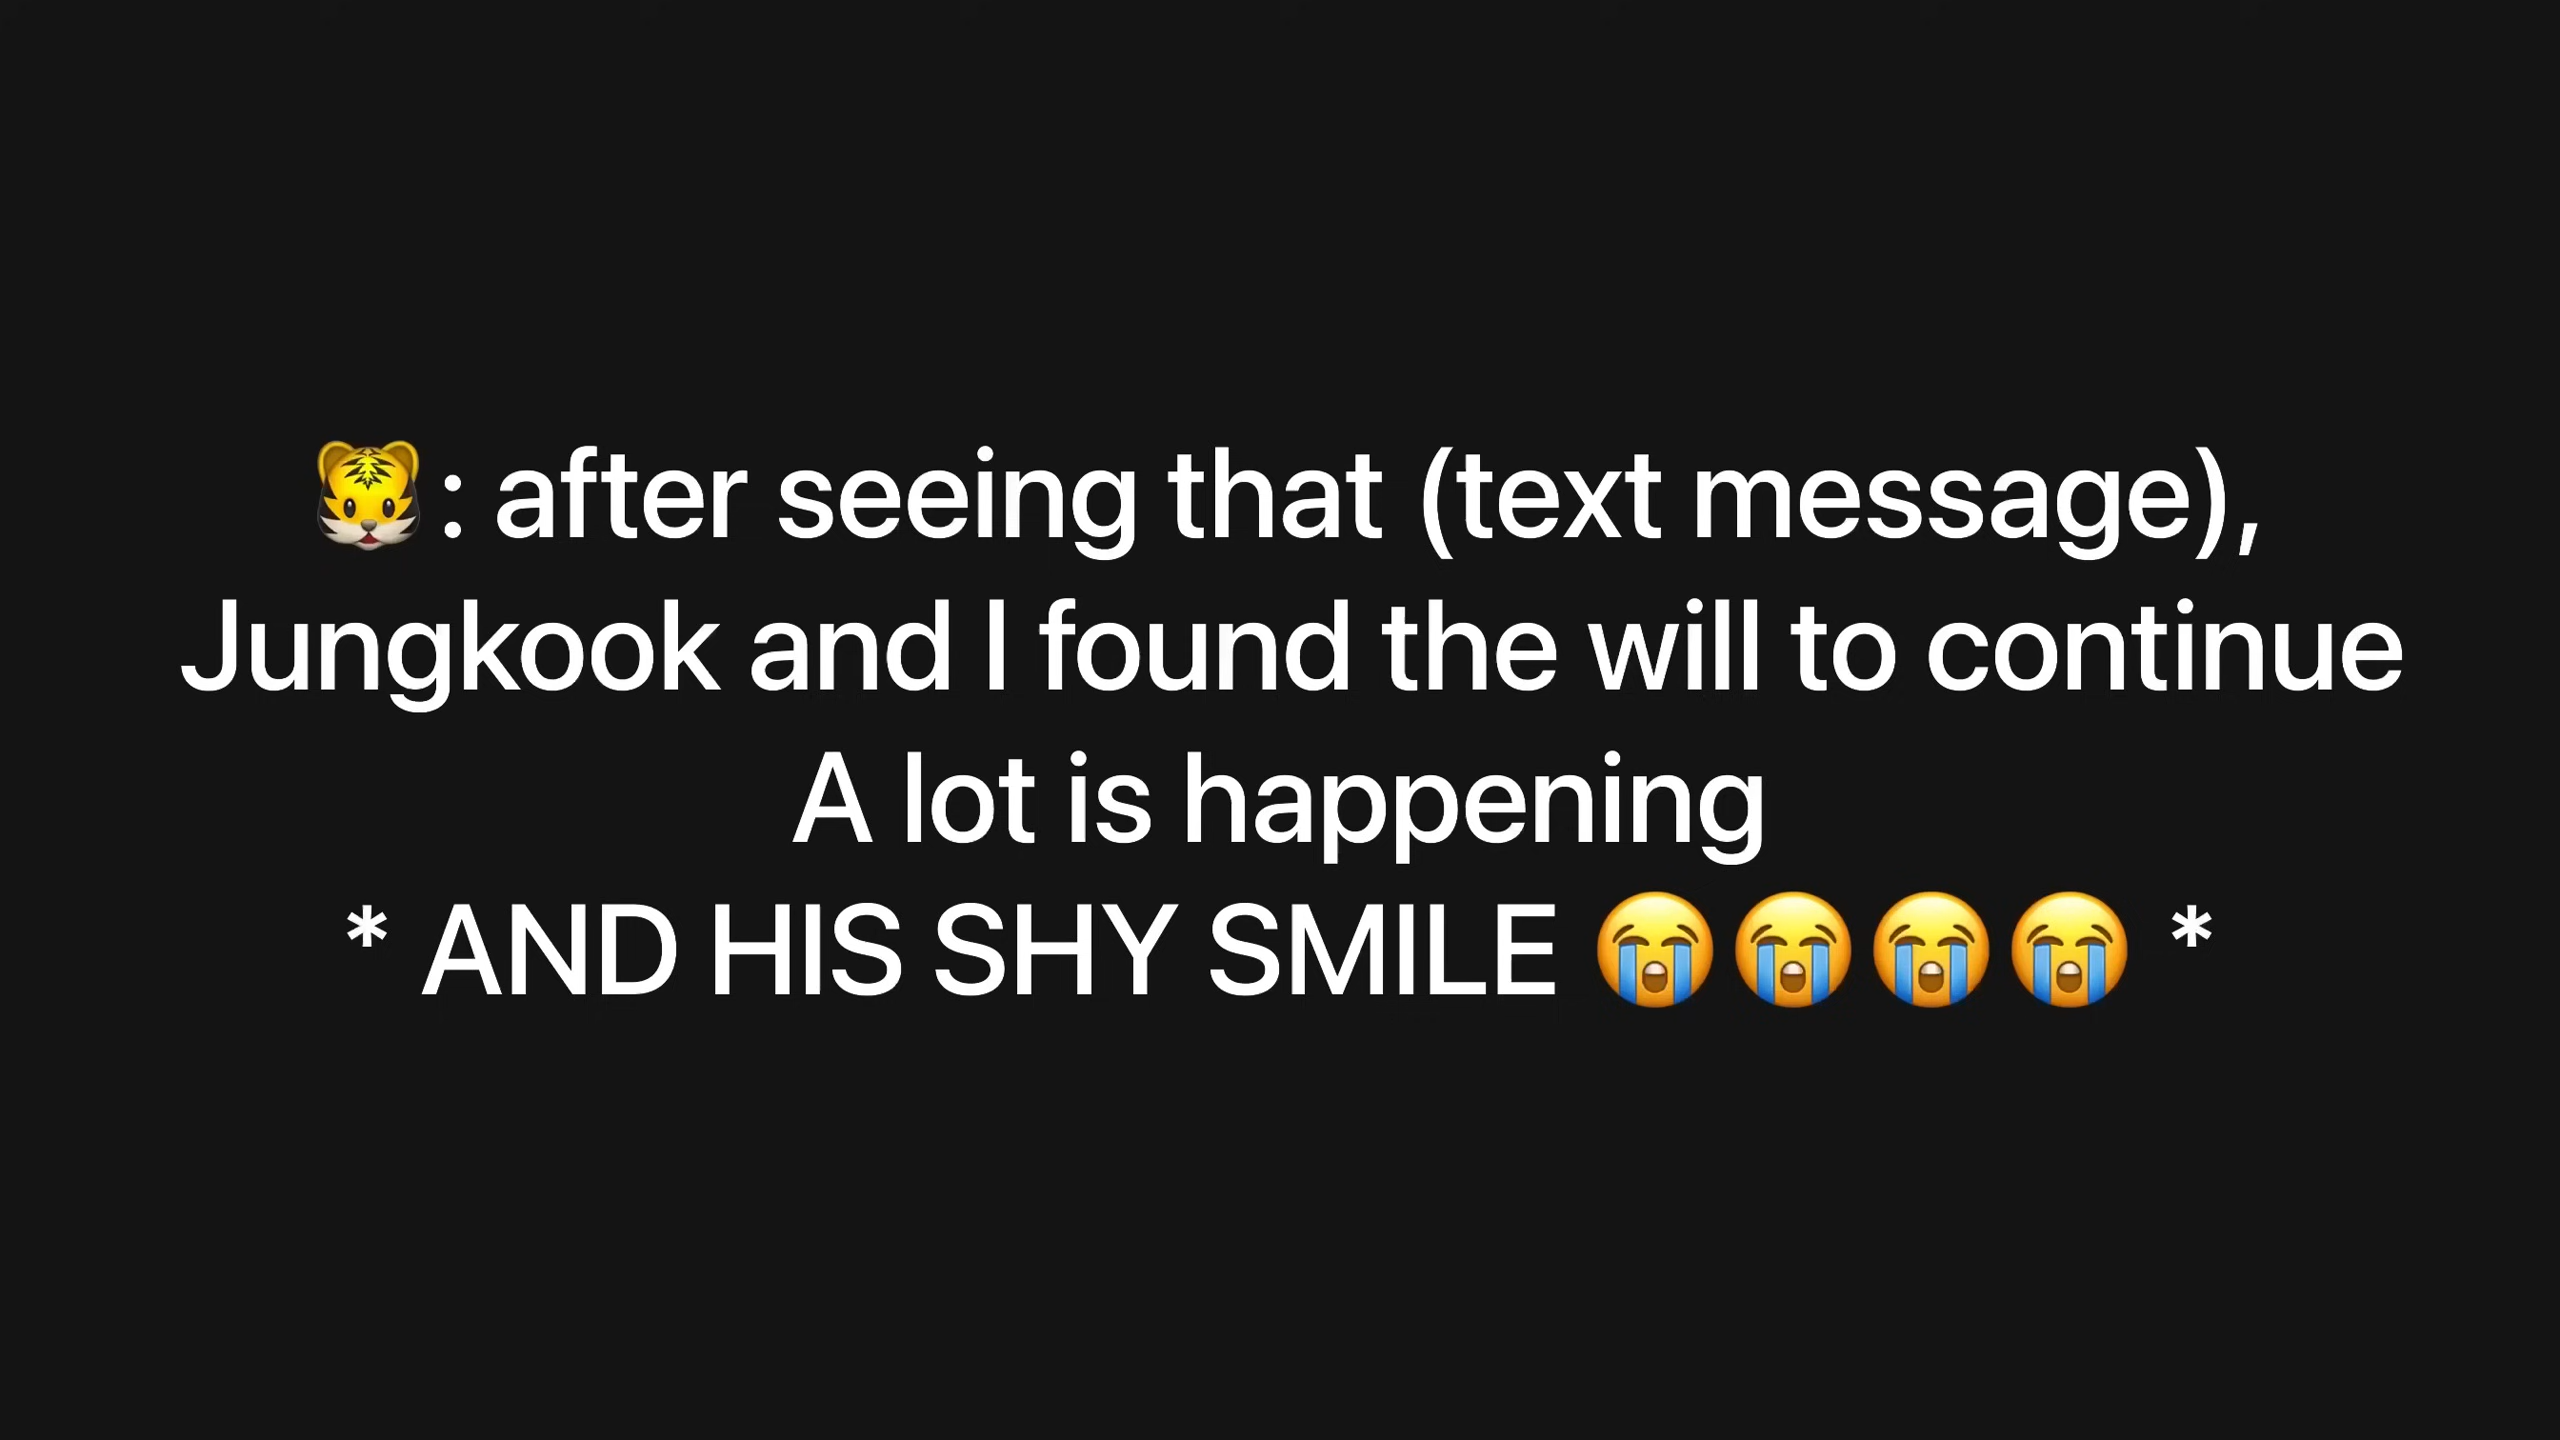 🐯: after seeing that (text message),
Jungkook and I found the will to continue
A lot is happening
* AND HIS SHY SMILE 😭😭😭😭 *